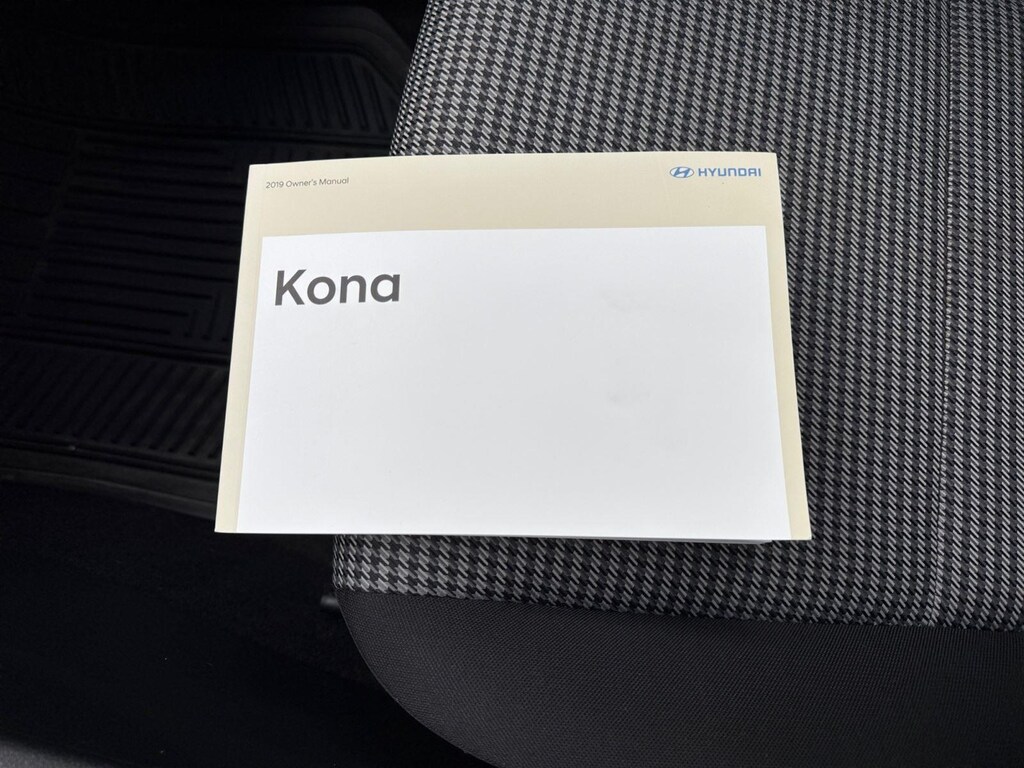 2019 Owner's Manual
HYUNDAI
Kona